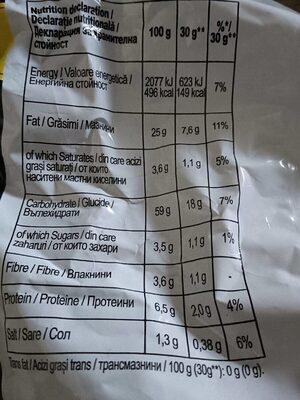 Nutrition declaration /
Declarație nutrițională /
Декларация за хранителна
стойност
100 g 30 g** %*/
30 g**
Energy / Valoare energetică /
Енергийна стойност
2077 kJ 623 kJ
496 kcal 149 kcal 7%
Fat / Grăsimi / Мазнини 25 g 7,6 g 11%
of which Saturates / din care acizi
grași saturați / от които
наситени мастни киселини 3,6 g 1,1 g 5%
Carbohydrate / Glucide /
Въглехидрати 59 g 18 g 7%
of which Sugars / din care
zaharuri / от които захари 3,5 g 1,1 g 1%
Fibre / Fibre / Влакнини 3,6 g 1,1 g -
Protein / Proteine / Протеини 6,5 g 2,0 g 4%
Salt / Sare / Сол 1,3 g 0,38 g 6%
Trans fat / Acizi grași trans / трансмазнини / 100 g (30g**): 0 g (0 g).